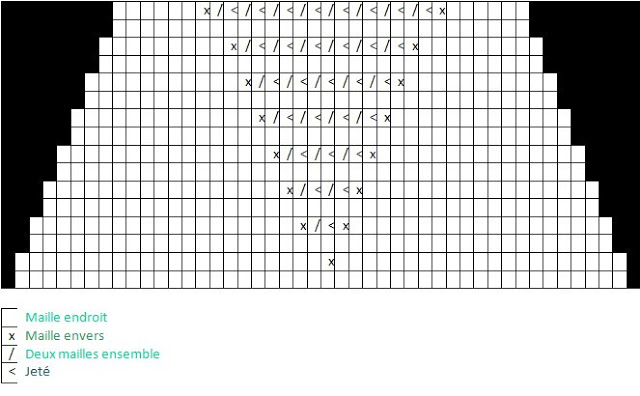 x / < / < / < / < / < / < / < / < x
x / < / < / < / < / < / < x
x / < / < / < / < / < x
x / < / < / < / < x
x / < / < / < x
x / < / < x
x / < x
x
Maille endroit
x Maille envers
/ Deux mailles ensemble
< Jeté